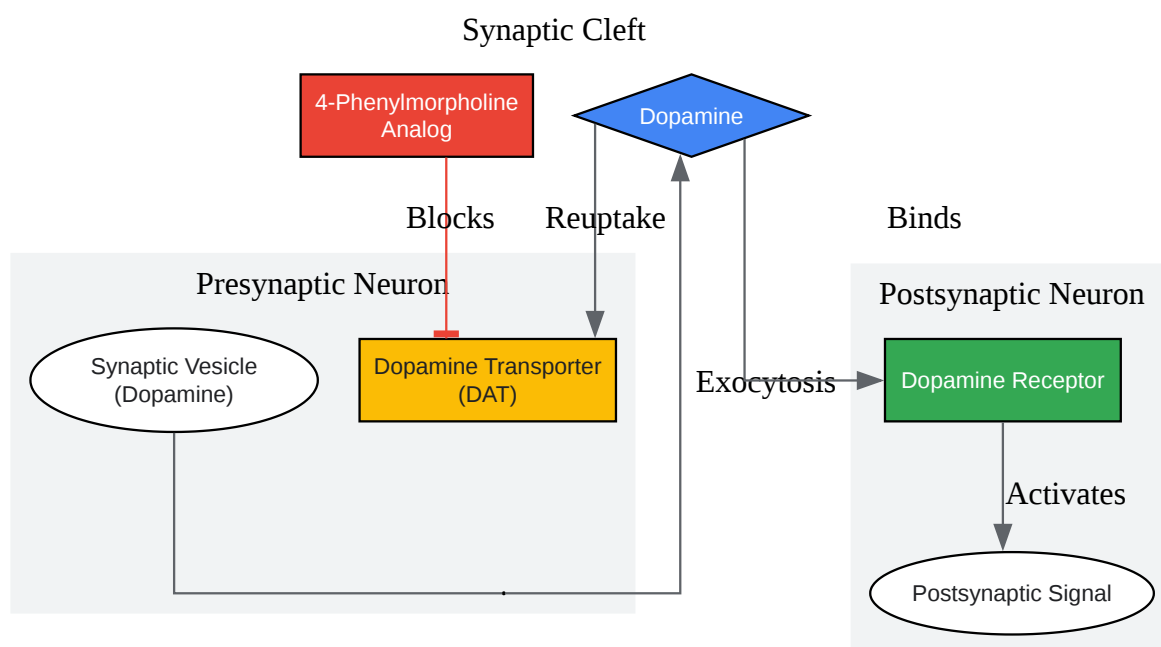 Synaptic Cleft
4-Phenylmorpholine
Analog
Dopamine
Blocks
Reuptake
Binds
Presynaptic Neuron
Postsynaptic Neuron
Synaptic Vesicle
(Dopamine)
Dopamine Transporter
(DAT)
Exocytosis
Dopamine Receptor
Activates
Postsynaptic Signal